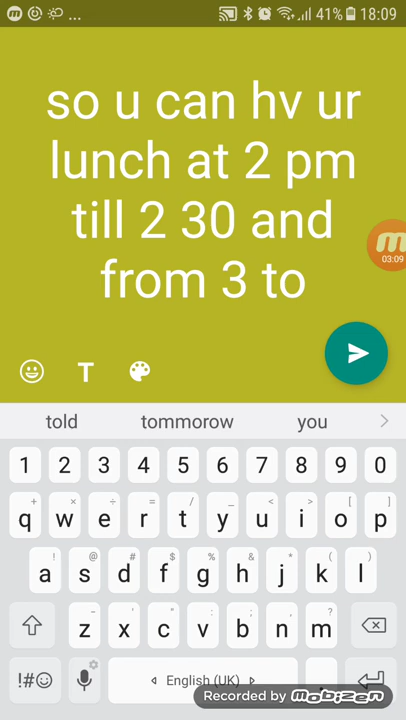 ... 41% 18:09
so u can hv ur
lunch at 2 pm
till 2 30 and
from 3 to
03:09
T
told tommorow you
1 2 3 4 5 6 7 8 9 0
+ × ÷ = / _ < > [ ]
q w e r t y u i o p
! @ # $ % & * ( )
a s d f g h j k l
- ' " : ; , ?
z x c v b n m
!#☺ English (UK) .
Recorded by mobizen